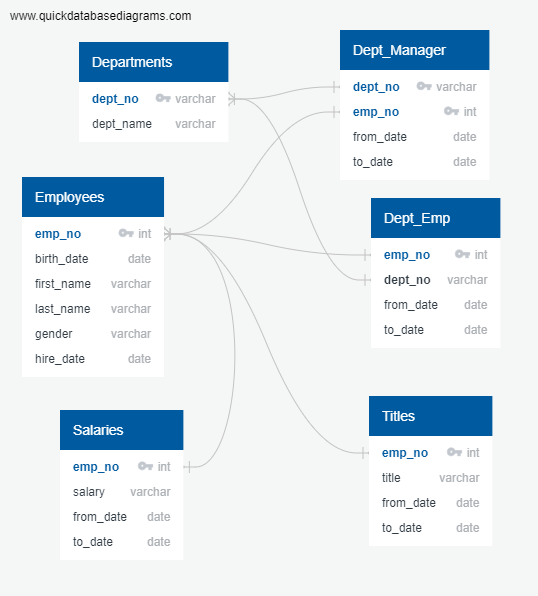 www.quickdatabasediagrams.com
Departments
dept_no varchar
dept_name varchar
Dept_Manager
dept_no varchar
emp_no int
from_date date
to_date date
Employees
emp_no int
birth_date date
first_name varchar
last_name varchar
gender varchar
hire_date date
Dept_Emp
emp_no int
dept_no varchar
from_date date
to_date date
Salaries
emp_no int
salary varchar
from_date date
to_date date
Titles
emp_no int
title varchar
from_date date
to_date date